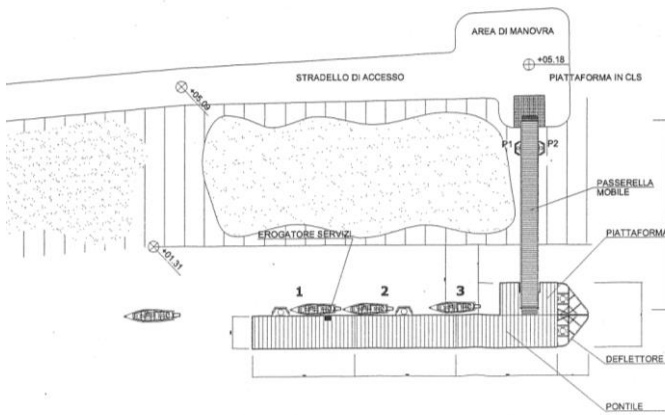 AREA DI MANOVRA
+05.18
STRADELLO DI ACCESSO
PIATTAFORMA IN CLS
+05.09
P1
P2
PASSERELLA
MOBILE
EROGATORE SERVIZI
PIATTAFORMA
+01.31
1
2
3
DEFLETTORE
PONTILE